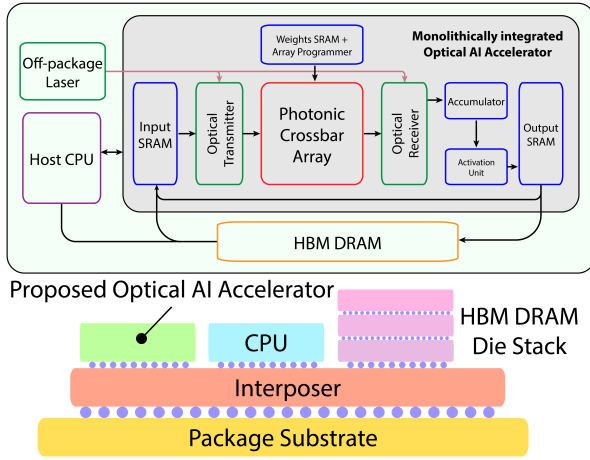 Monolithically integrated
Optical AI Accelerator
Weights SRAM +
Array Programmer
Off-package
Laser
Host CPU
Input
SRAM
Optical
Transmitter
Photonic
Crossbar
Array
Optical
Receiver
Accumulator
Activation
Unit
Output
SRAM
HBM DRAM
Proposed Optical AI Accelerator
CPU
HBM DRAM
Die Stack
Interposer
Package Substrate